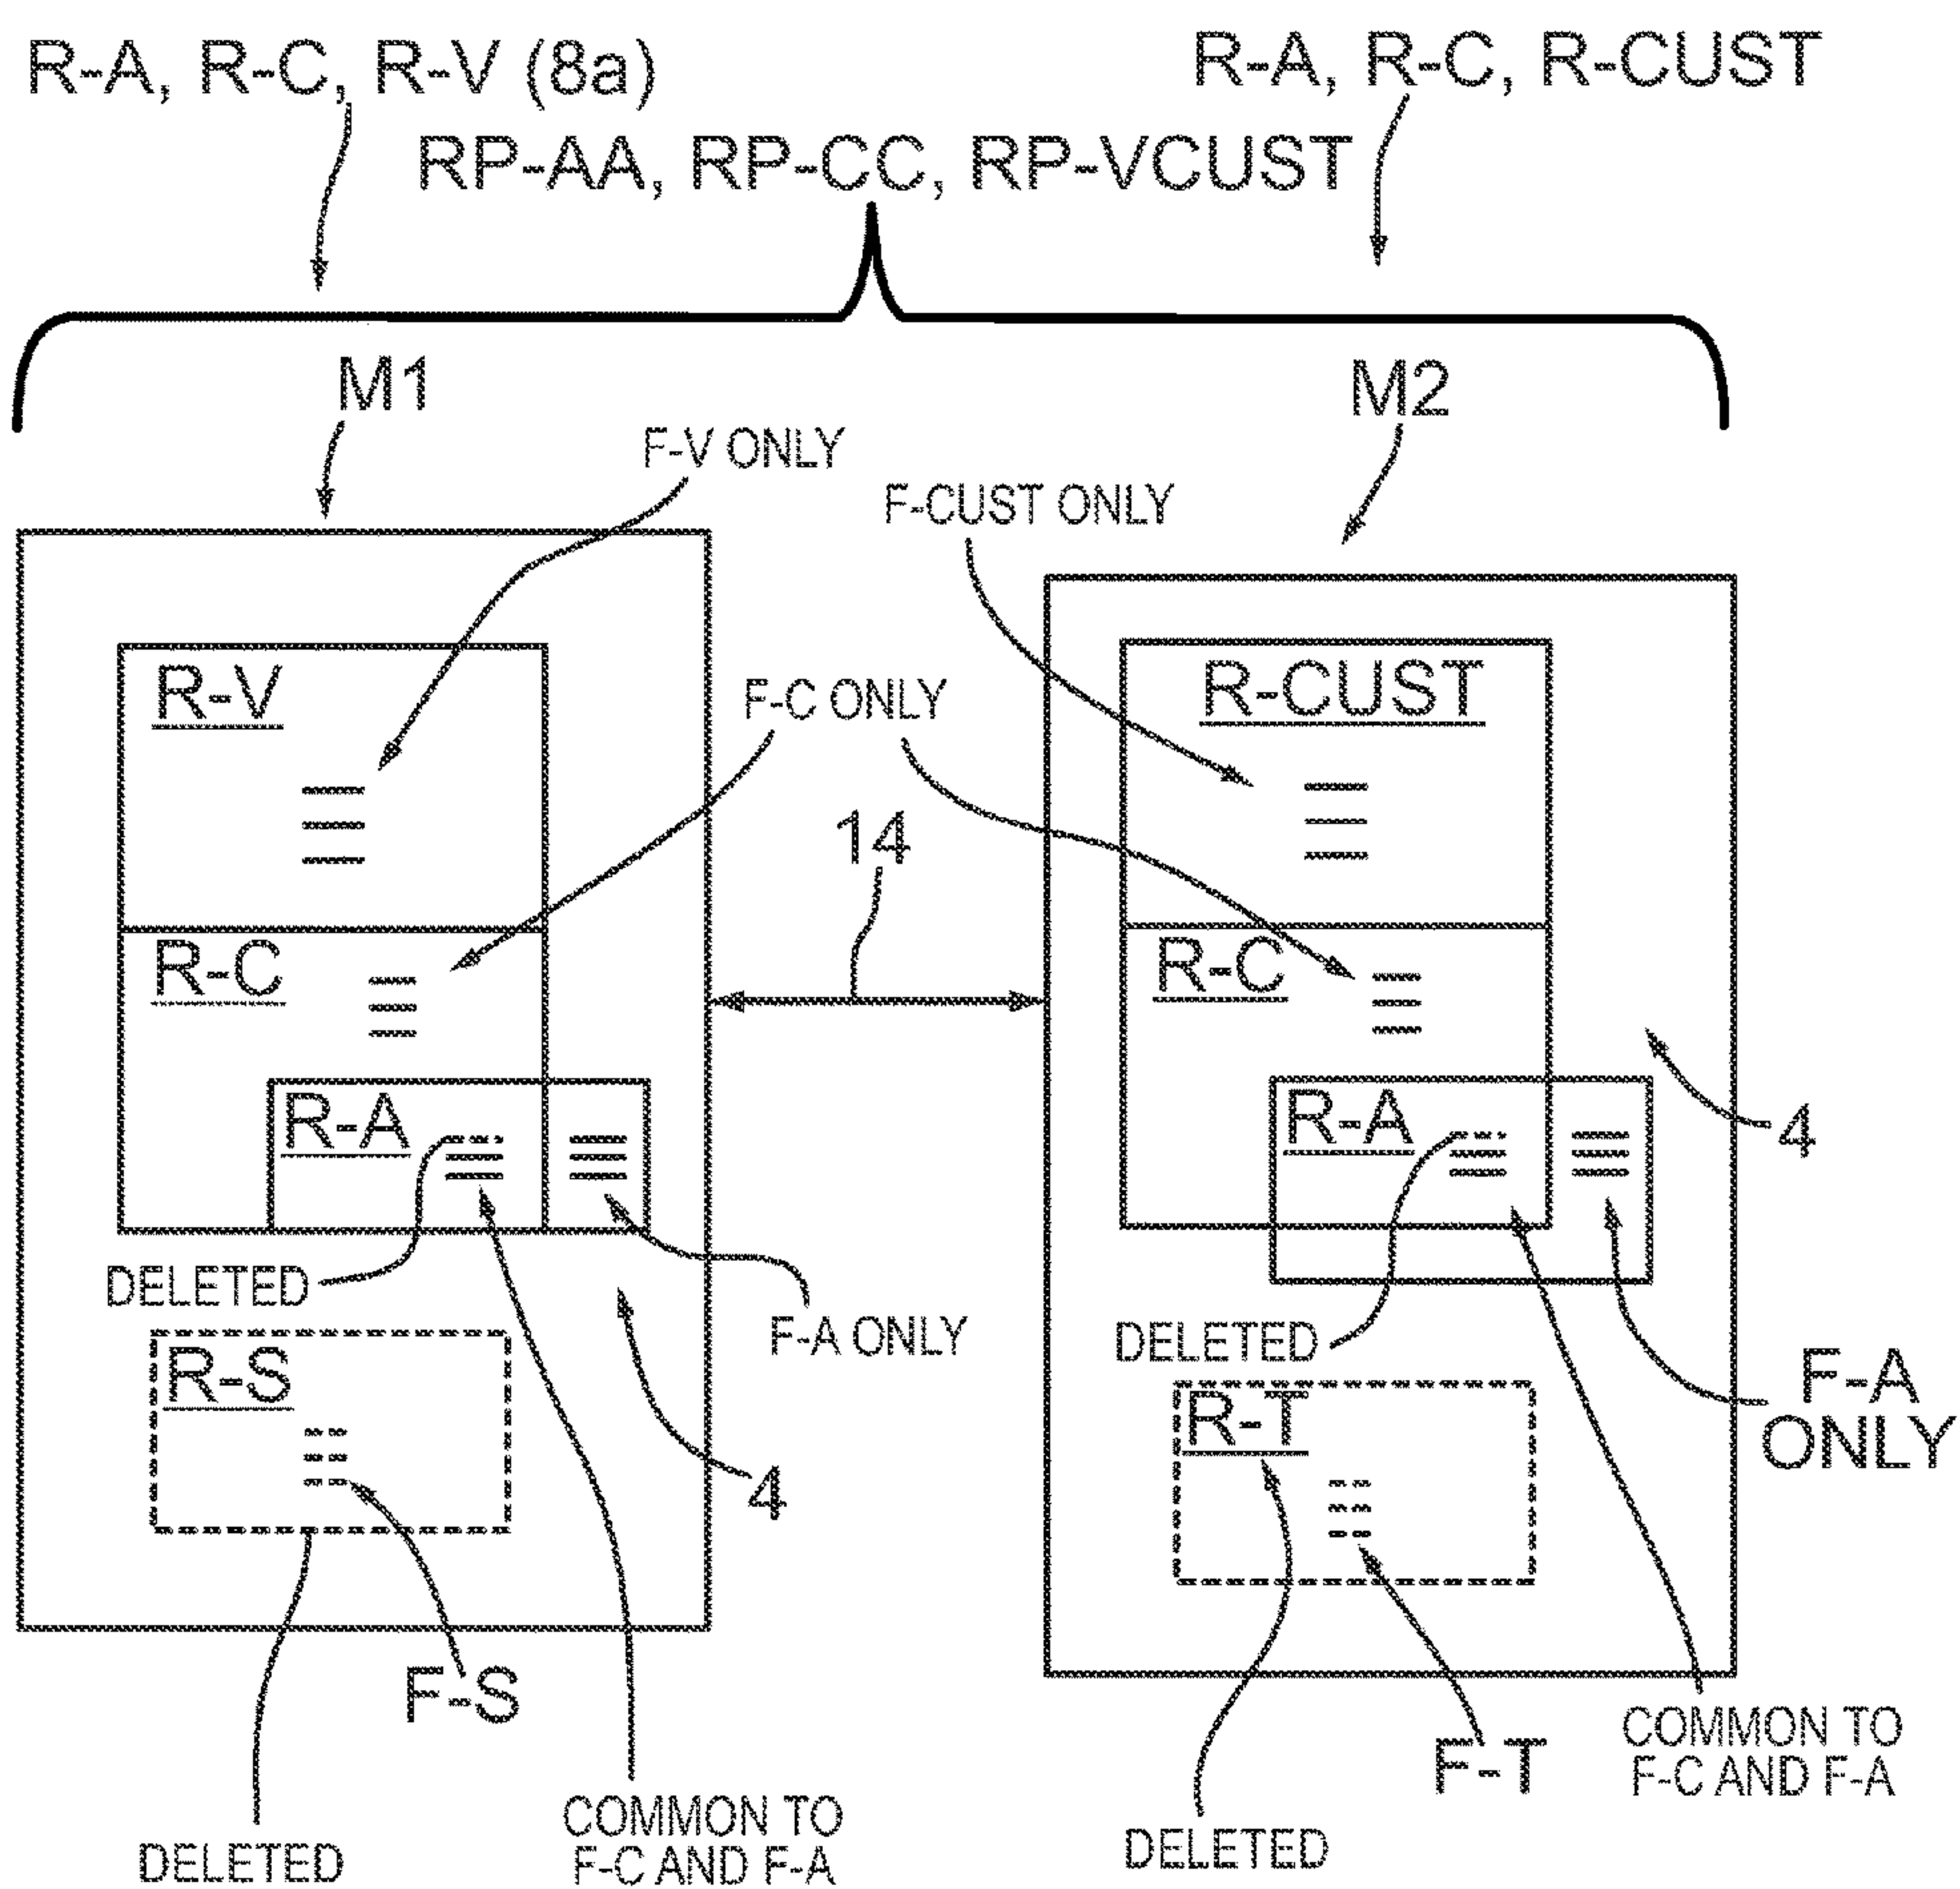 R-A, R-C, R-V (8a)
R-A, R-C, R-CUST
RP-AA, RP-CC, RP-VCUST
M1
M2
F-V ONLY
F-CUST ONLY
R-V
F-C ONLY
R-CUST
14
R-C
R-C
R-A
R-A
4
DELETED
F-A ONLY
DELETED
R-S
F-A
ONLY
R-T
4
F-S
F-T
COMMON TO
F-C AND F-A
COMMON TO
F-C AND F-A
DELETED
DELETED